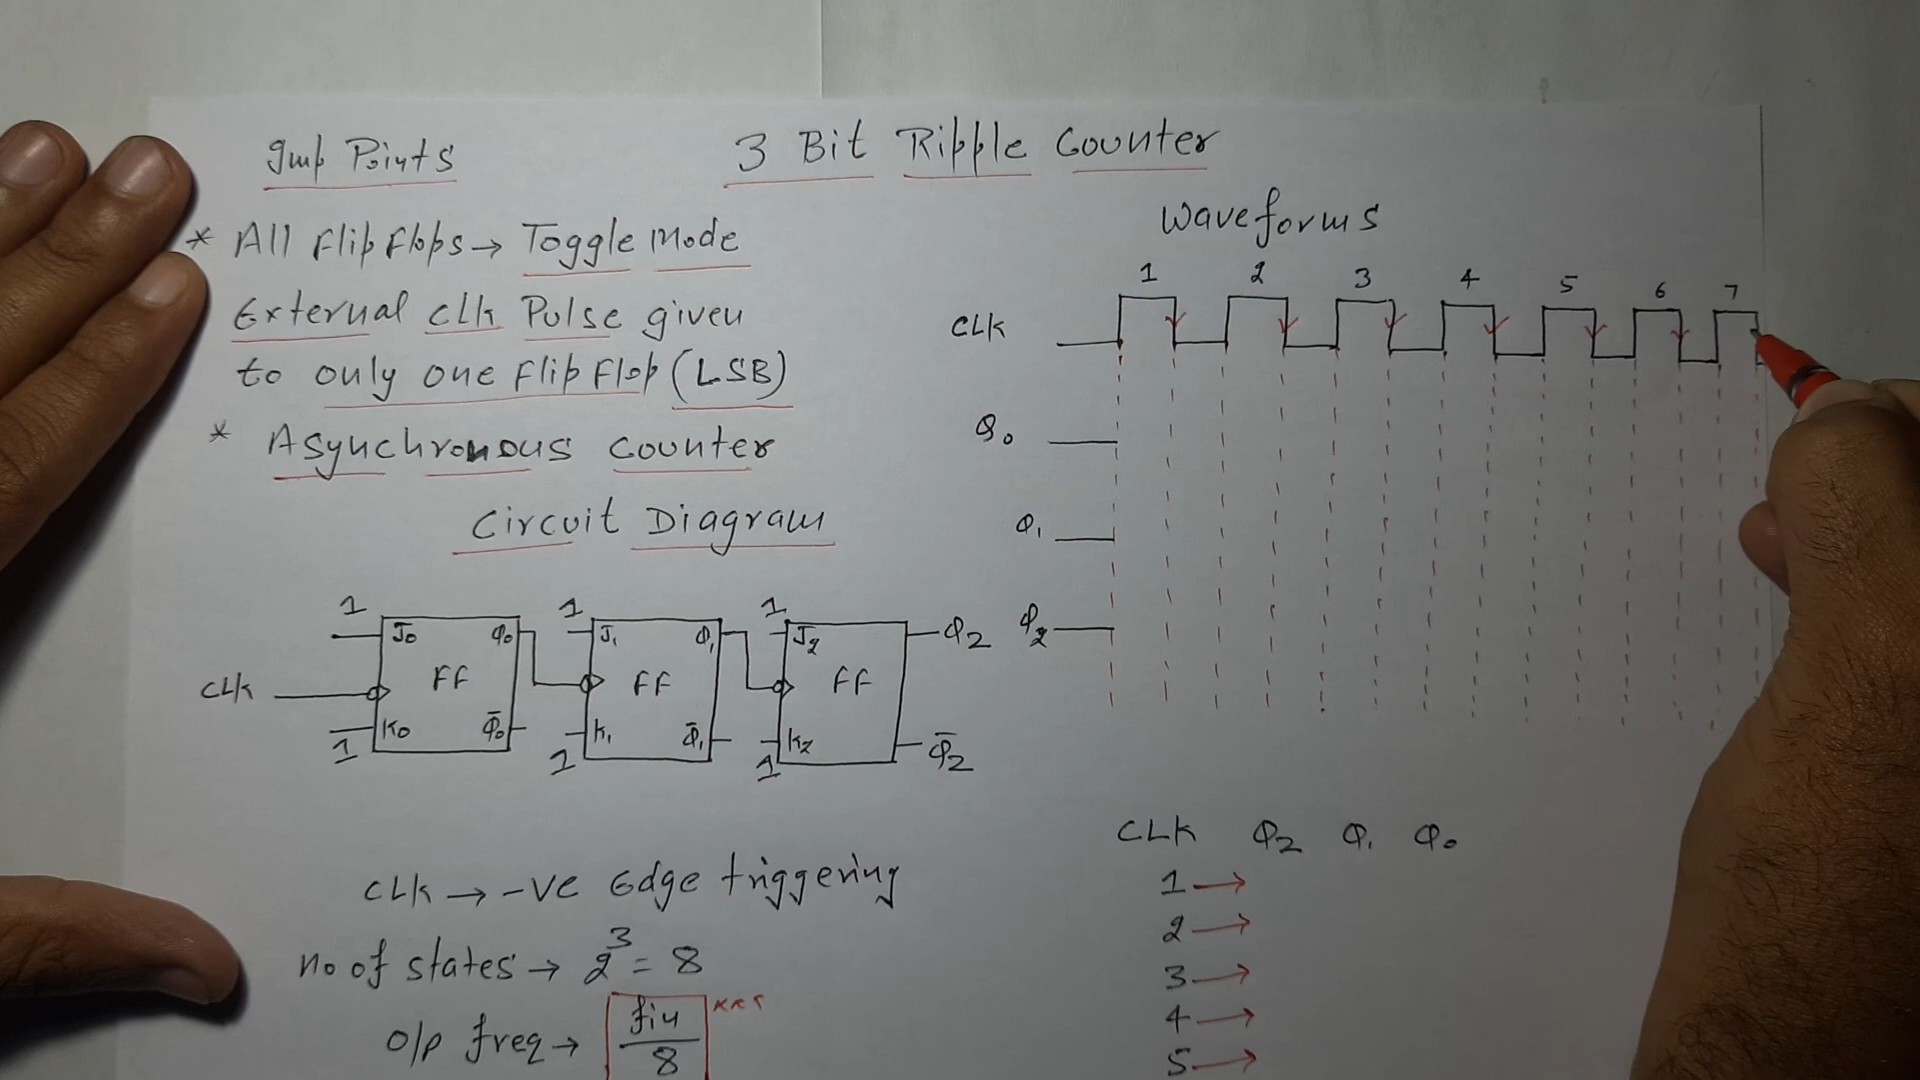 3 Bit Ripple Counter
Imp Points
* All flip flops → Toggle Mode
External clk Pulse given
to only one flip flop (LSB)
* Asynchronous Counter
Circuit Diagram
1 1 1
J0 Q0 J1 Q1 J2 Q2
CLK FF FF FF
K0 Q̅0 K1 Q̅1 K2 Q̅2
1 1 1
CLK → -ve Edge triggering
no of states → 2³ = 8
o/p freq → fin/8
Waveforms
1 2 3 4 5 6 7
CLK
Q0
Q1
Q2
CLK Q2 Q1 Q0
1 →
2 →
3 →
4 →
5 →